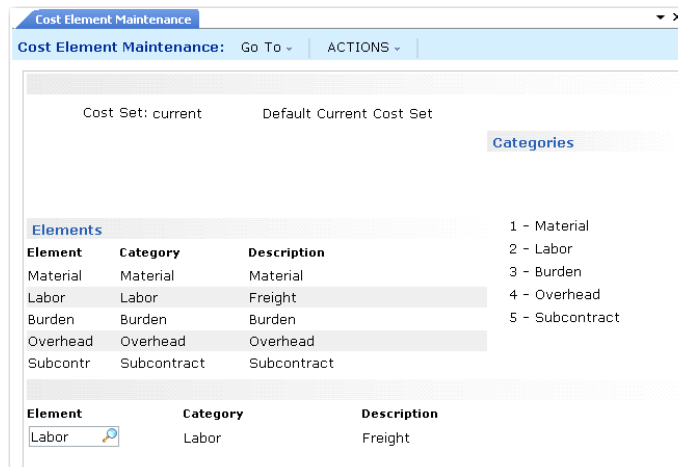 Cost Element Maintenance
Cost Element Maintenance: Go To ACTIONS
Cost Set: current Default Current Cost Set
Categories
1 - Material
2 - Labor
3 - Burden
4 - Overhead
5 - Subcontract
Elements
Element Category Description
Material Material Material
Labor Labor Freight
Burden Burden Burden
Overhead Overhead Overhead
Subcontr Subcontract Subcontract
Element Category Description
Labor Labor Freight